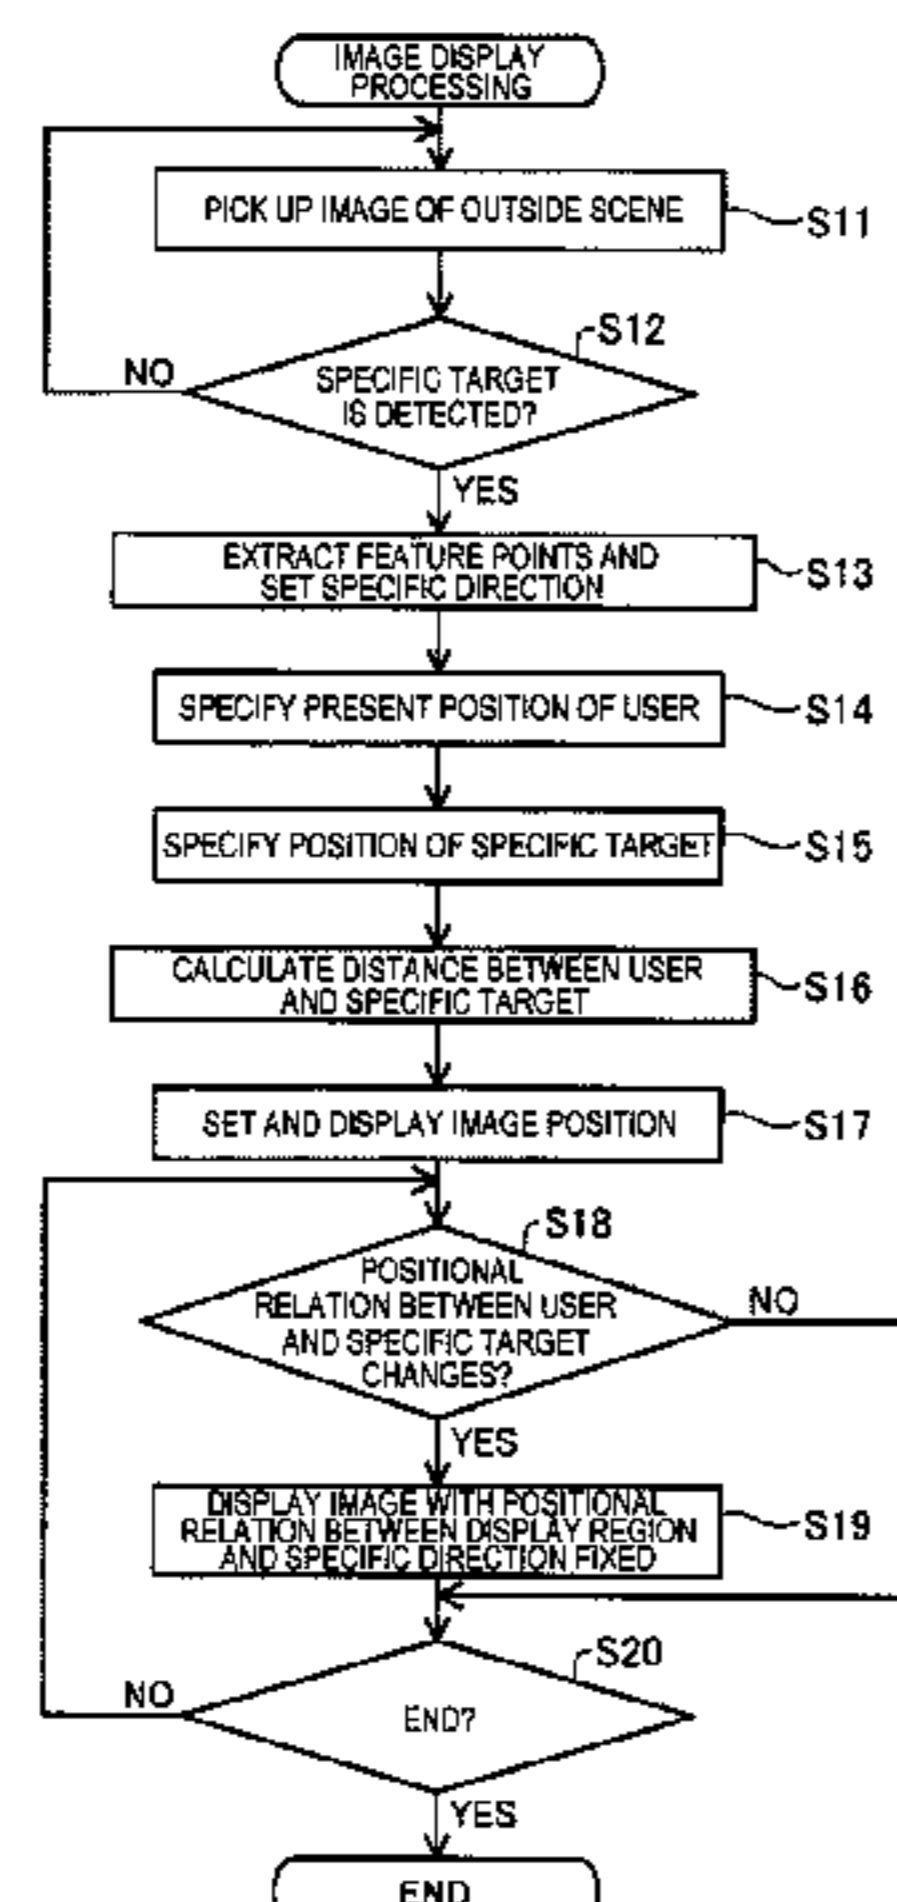 IMAGE DISPLAY
PROCESSING
PICK UP IMAGE OF OUTSIDE SCENE
S11
S12
NO
SPECIFIC TARGET
IS DETECTED?
YES
EXTRACT FEATURE POINTS AND
SET SPECIFIC DIRECTION
S13
SPECIFY PRESENT POSITION OF USER
S14
SPECIFY POSITION OF SPECIFIC TARGET
S15
CALCULATE DISTANCE BETWEEN USER
AND SPECIFIC TARGET
S16
SET AND DISPLAY IMAGE POSITION
S17
S18
POSITIONAL
RELATION BETWEEN USER
AND SPECIFIC TARGET
CHANGES?
NO
YES
DISPLAY IMAGE WITH POSITIONAL
RELATION BETWEEN DISPLAY REGION
AND SPECIFIC DIRECTION FIXED
S19
S20
NO
END?
YES
END